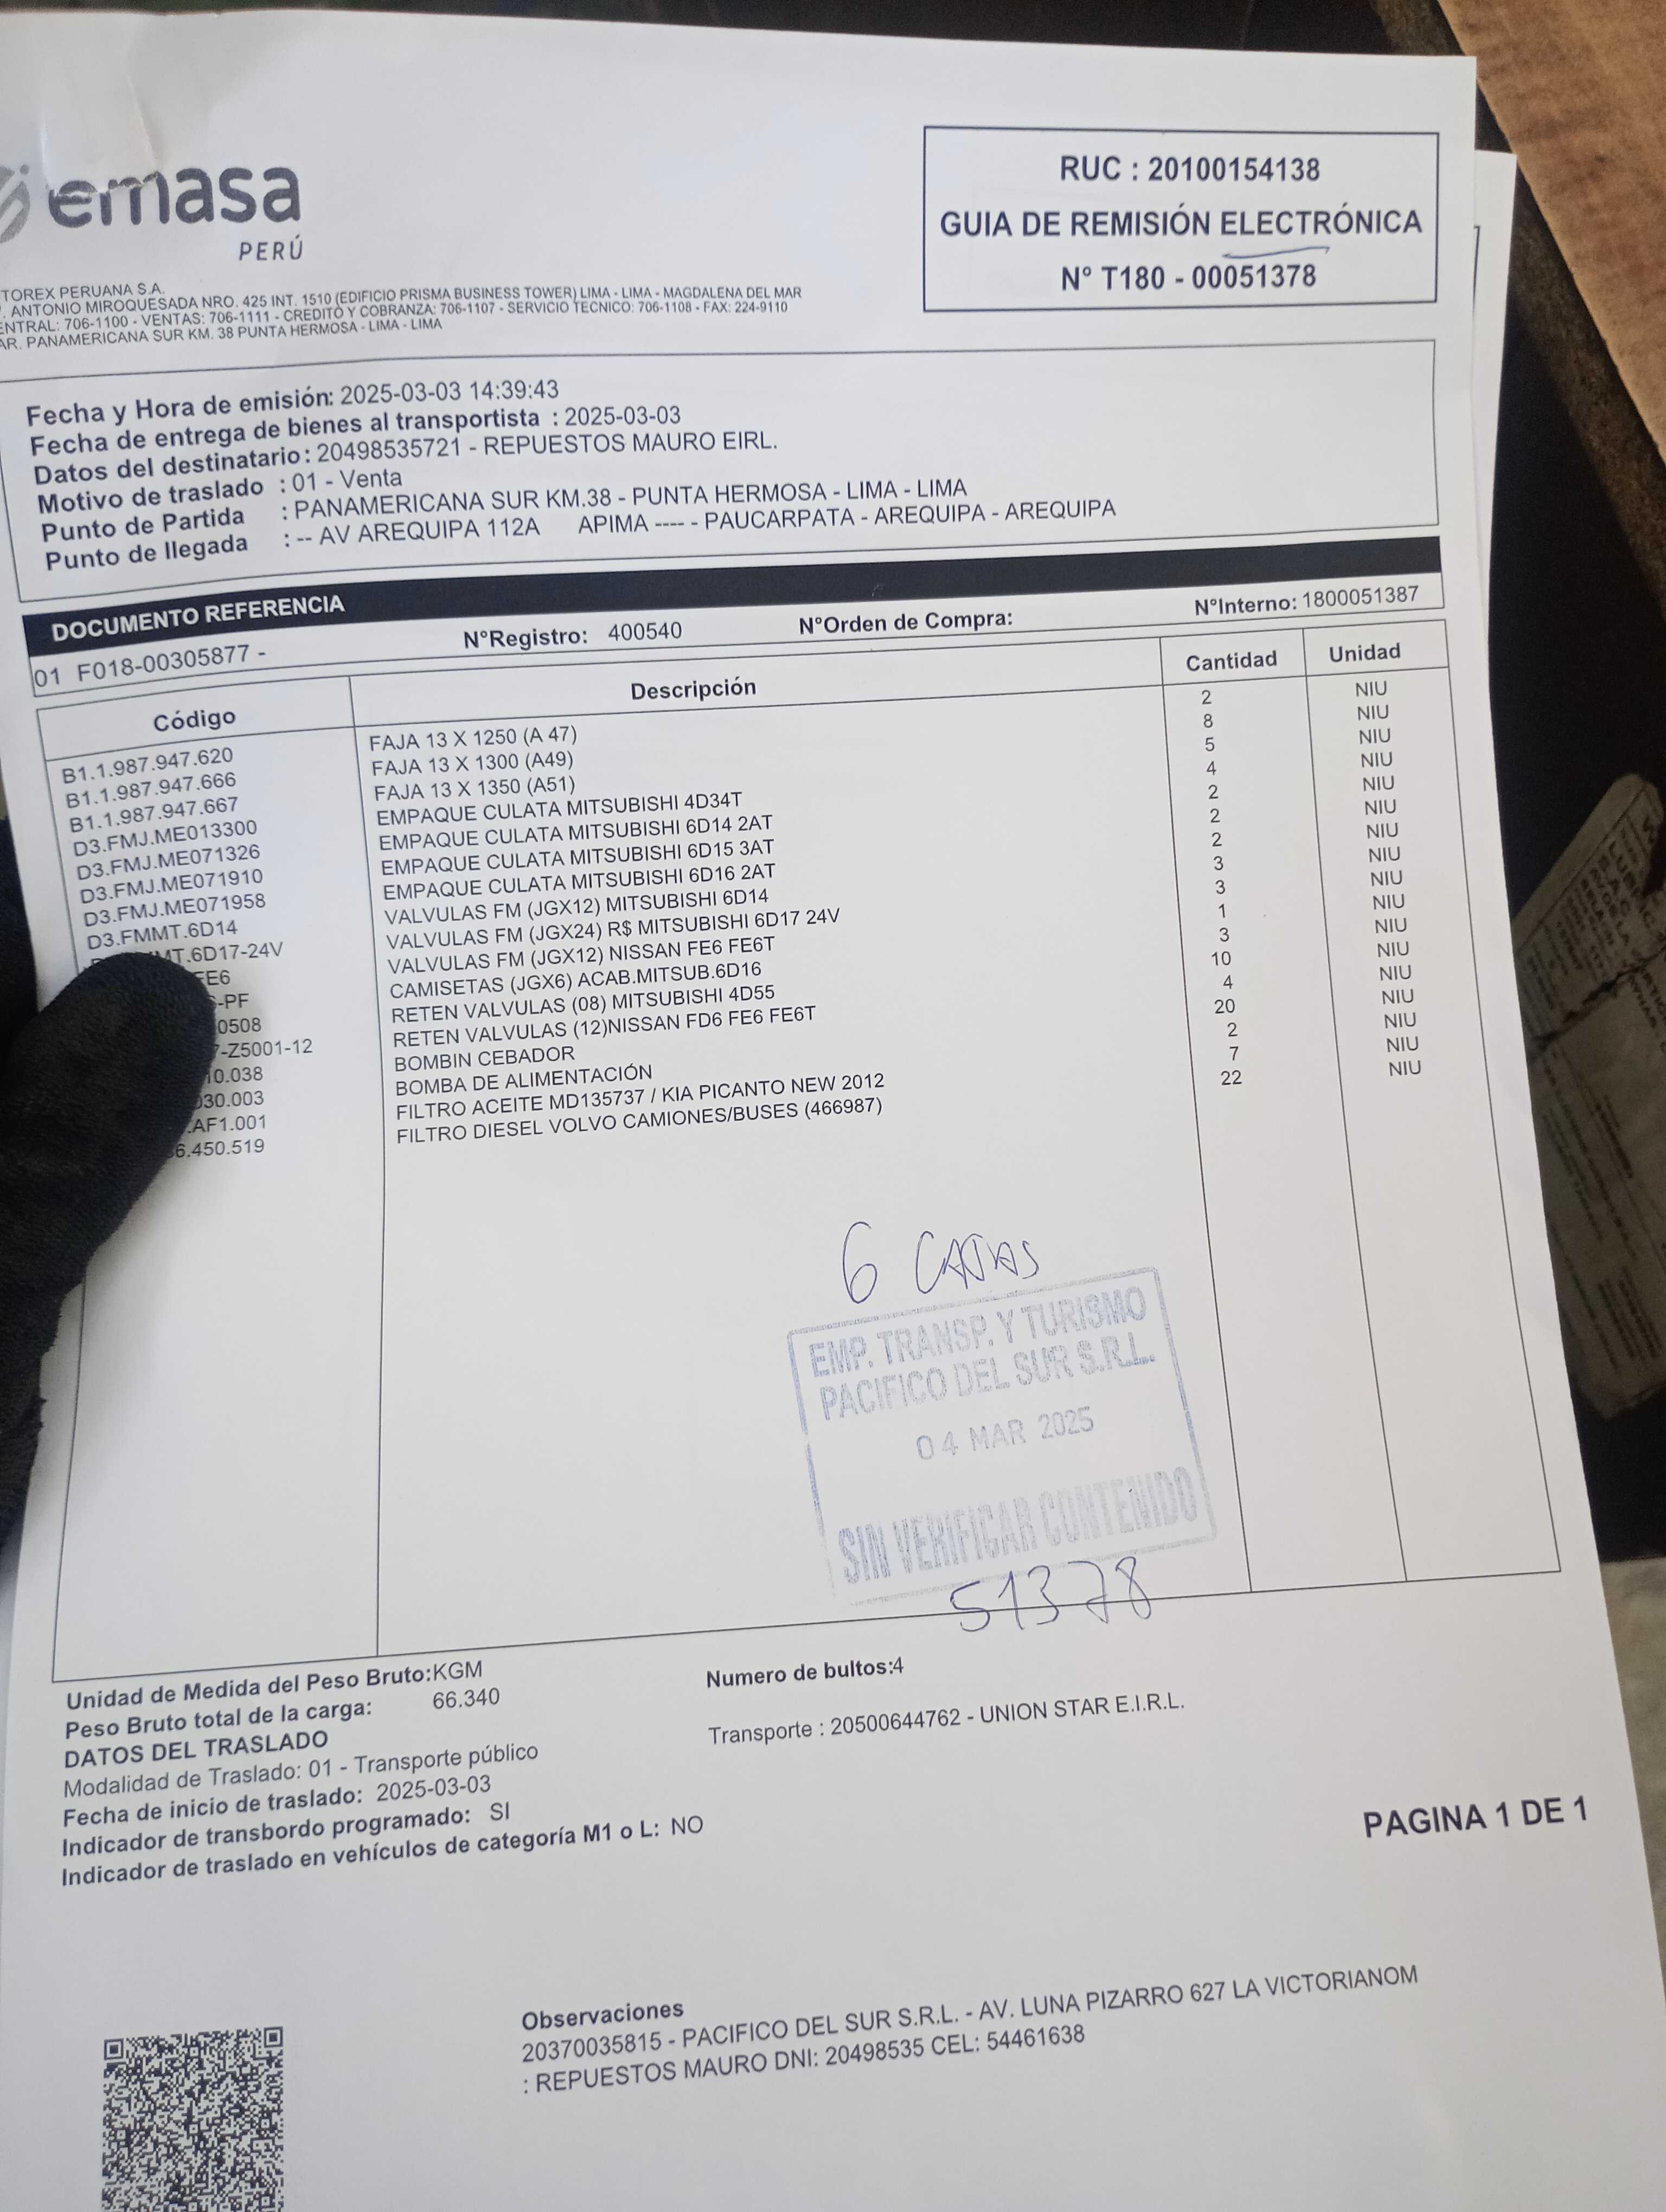 emasa
PERÚ
RUC : 20100154138
GUIA DE REMISIÓN ELECTRÓNICA
N° T180 - 00051378
TOREX PERUANA S.A.
. ANTONIO MIROQUESADA NRO. 425 INT. 1510 (EDIFICIO PRISMA BUSINESS TOWER) LIMA - LIMA - MAGDALENA DEL MAR
ENTRAL: 706-1100 - VENTAS: 706-1111 - CREDITO Y COBRANZA: 706-1107 - SERVICIO TECNICO: 706-1108 - FAX: 224-9110
AR. PANAMERICANA SUR KM. 38 PUNTA HERMOSA - LIMA - LIMA
Fecha y Hora de emisión: 2025-03-03 14:39:43
Fecha de entrega de bienes al transportista : 2025-03-03
Datos del destinatario: 20498535721 - REPUESTOS MAURO EIRL.
Motivo de traslado : 01 - Venta
Punto de Partida : PANAMERICANA SUR KM.38 - PUNTA HERMOSA - LIMA - LIMA
Punto de llegada : -- AV AREQUIPA 112A APIMA ---- - PAUCARPATA - AREQUIPA - AREQUIPA
DOCUMENTO REFERENCIA
01 F018-00305877 - N°Registro: 400540 N°Orden de Compra: N°Interno: 1800051387
Código Descripción Cantidad Unidad
B1.1.987.947.620 FAJA 13 X 1250 (A 47) 2 NIU
B1.1.987.947.666 FAJA 13 X 1300 (A49) 8 NIU
B1.1.987.947.667 FAJA 13 X 1350 (A51) 5 NIU
D3.FMJ.ME013300 EMPAQUE CULATA MITSUBISHI 4D34T 4 NIU
D3.FMJ.ME071326 EMPAQUE CULATA MITSUBISHI 6D14 2AT 2 NIU
D3.FMJ.ME071910 EMPAQUE CULATA MITSUBISHI 6D15 3AT 2 NIU
D3.FMJ.ME071958 EMPAQUE CULATA MITSUBISHI 6D16 2AT 2 NIU
D3.FMMT.6D14 VALVULAS FM (JGX12) MITSUBISHI 6D14 3 NIU
MT.6D17-24V VALVULAS FM (JGX24) R$ MITSUBISHI 6D17 24V 3 NIU
FE6 VALVULAS FM (JGX12) NISSAN FE6 FE6T 1 NIU
-PF CAMISETAS (JGX6) ACAB.MITSUB.6D16 3 NIU
0508 RETEN VALVULAS (08) MITSUBISHI 4D55 10 NIU
-Z5001-12 RETEN VALVULAS (12)NISSAN FD6 FE6 FE6T 4 NIU
0.038 BOMBIN CEBADOR 20 NIU
030.003 BOMBA DE ALIMENTACIÓN 2 NIU
.AF1.001 FILTRO ACEITE MD135737 / KIA PICANTO NEW 2012 7 NIU
6.450.519 FILTRO DIESEL VOLVO CAMIONES/BUSES (466987) 22 NIU
6 CAJAS
EMP. TRANSP. Y TURISMO
PACIFICO DEL SUR S.R.L.
04 MAR 2025
SIN VERIFICAR CONTENIDO
51378
Unidad de Medida del Peso Bruto:KGM Numero de bultos:4
Peso Bruto total de la carga: 66.340
DATOS DEL TRASLADO Transporte : 20500644762 - UNION STAR E.I.R.L.
Modalidad de Traslado: 01 - Transporte público
Fecha de inicio de traslado: 2025-03-03
Indicador de transbordo programado: SI
Indicador de traslado en vehículos de categoría M1 o L: NO
PAGINA 1 DE 1
Observaciones
20370035815 - PACIFICO DEL SUR S.R.L. - AV. LUNA PIZARRO 627 LA VICTORIANOM
: REPUESTOS MAURO DNI: 20498535 CEL: 54461638